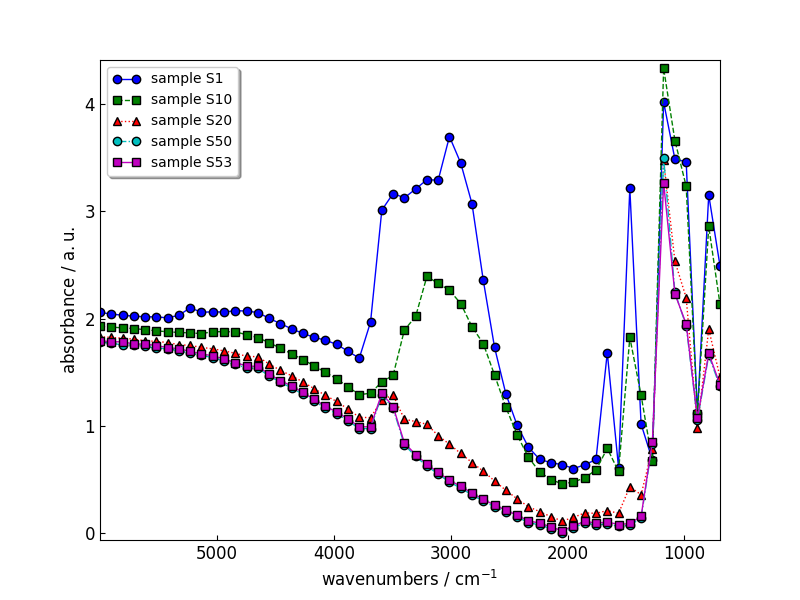 sample S1
sample S10
sample S20
sample S50
sample S53
4
3
2
1
0
absorbance / a. u.
5000 4000 3000 2000 1000
wavenumbers / cm⁻¹